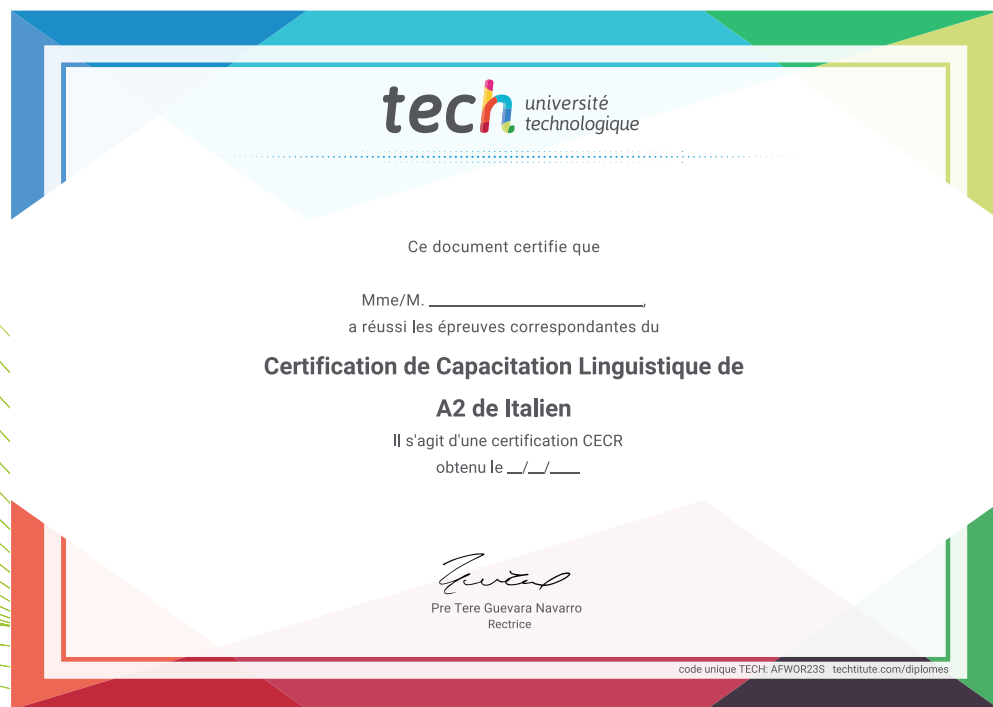 tech université
technologique
Ce document certifie que
Mme/M. ,
a réussi les épreuves correspondantes du
Certification de Capacitation Linguistique de
A2 de Italien
Il s'agit d'une certification CECR
obtenu le __/__/____
Pre Tere Guevara Navarro
Rectrice
code unique TECH: AFWOR23S techtitute.com/diplomes